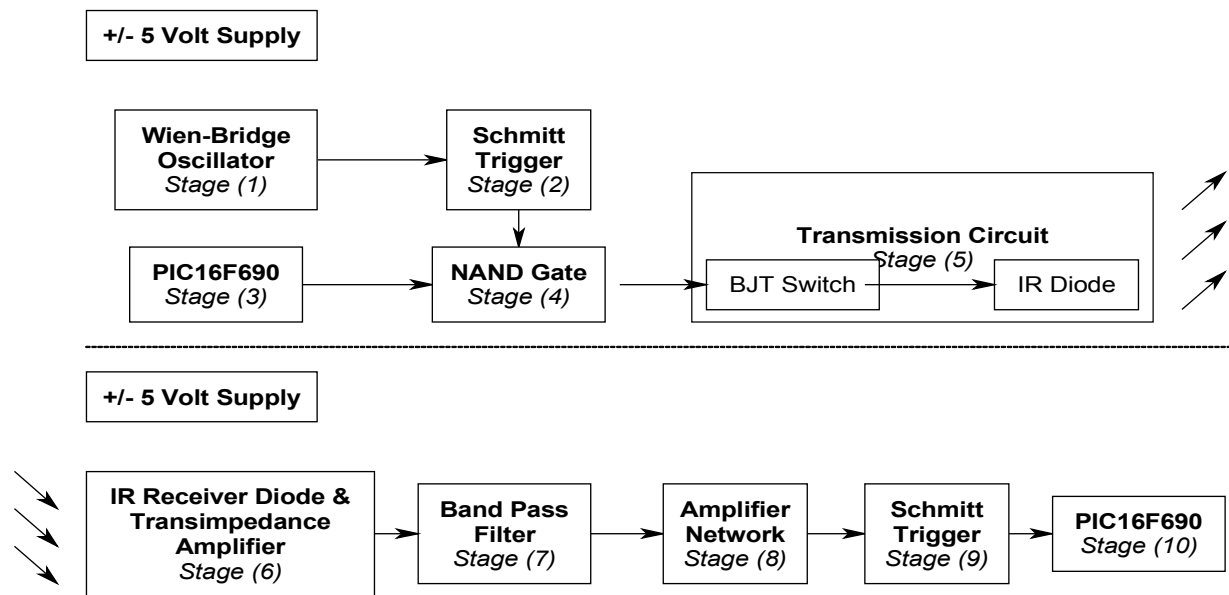 +/- 5 Volt Supply
Wien-Bridge
Oscillator
Stage (1)
Schmitt
Trigger
Stage (2)
PIC16F690
Stage (3)
NAND Gate
Stage (4)
Transmission Circuit
Stage (5)
BJT Switch
IR Diode
+/- 5 Volt Supply
IR Receiver Diode &
Transimpedance
Amplifier
Stage (6)
Band Pass
Filter
Stage (7)
Amplifier
Network
Stage (8)
Schmitt
Trigger
Stage (9)
PIC16F690
Stage (10)